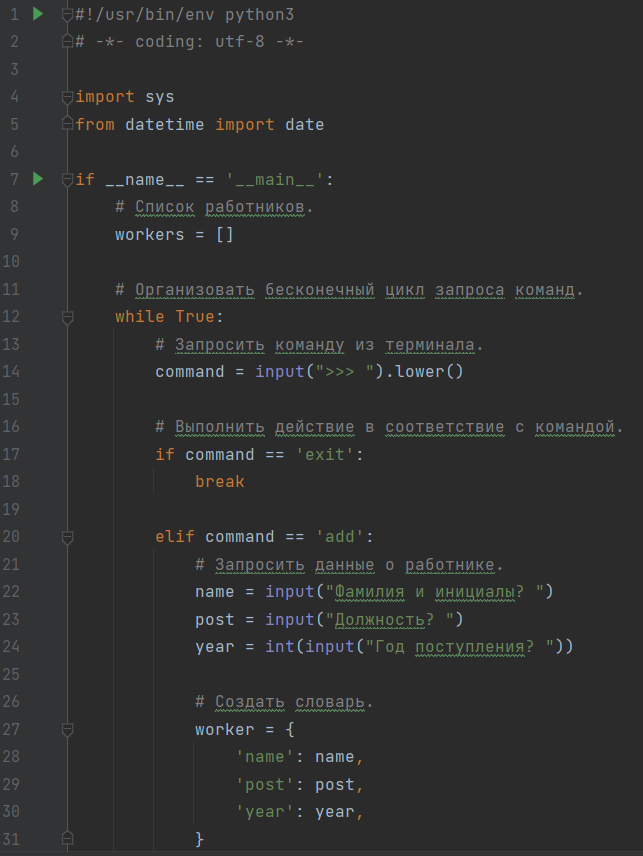 1 #!/usr/bin/env python3
2 # -*- coding: utf-8 -*-
3
4 import sys
5 from datetime import date
6
7 if __name__ == '__main__':
8     # Список работников.
9     workers = []
10
11     # Организовать бесконечный цикл запроса команд.
12     while True:
13         # Запросить команду из терминала.
14         command = input(">>> ").lower()
15
16         # Выполнить действие в соответствие с командой.
17         if command == 'exit':
18             break
19
20         elif command == 'add':
21             # Запросить данные о работнике.
22             name = input("Фамилия и инициалы? ")
23             post = input("Должность? ")
24             year = int(input("Год поступления? "))
25
26             # Создать словарь.
27             worker = {
28                 'name': name,
29                 'post': post,
30                 'year': year,
31             }